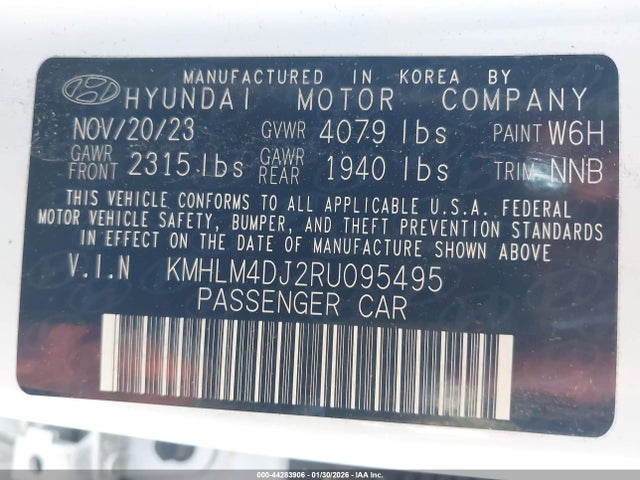 MANUFACTURED IN KOREA BY
HYUNDAI MOTOR COMPANY
NOV/20/23 GVWR 4079 lbs PAINT W6H
GAWR FRONT 2315 lbs GAWR REAR 1940 lbs TRIM NNB
THIS VEHICLE CONFORMS TO ALL APPLICABLE U.S.A. FEDERAL
MOTOR VEHICLE SAFETY, BUMPER, AND THEFT PREVENTION STANDARDS
IN EFFECT ON THE DATE OF MANUFACTURE SHOWN ABOVE
V.I.N KMHLM4DJ2RU095495
PASSENGER CAR
000-44283906 - 01/30/2026 - IAA, Inc.